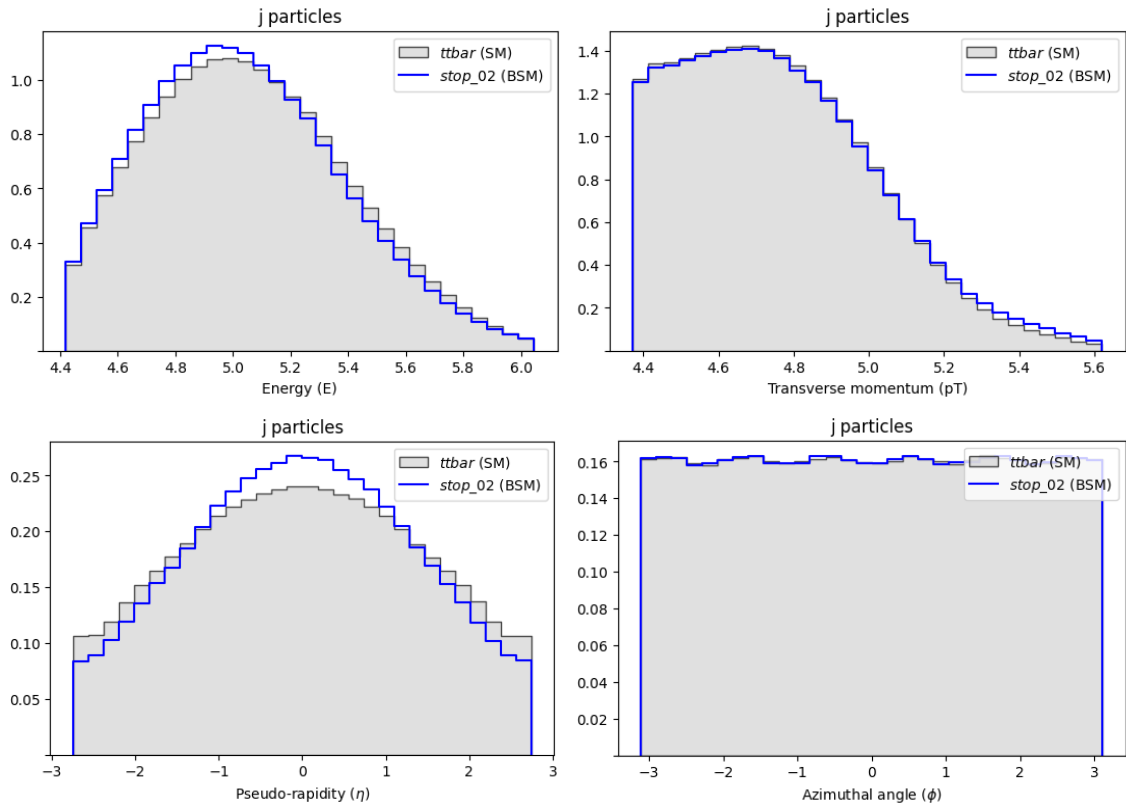 j particles
ttbar (SM)
stop_02 (BSM)
1.0
0.8
0.6
0.4
0.2
4.4 4.6 4.8 5.0 5.2 5.4 5.6 5.8 6.0
Energy (E)
j particles
ttbar (SM)
stop_02 (BSM)
1.4
1.2
1.0
0.8
0.6
0.4
0.2
4.4 4.6 4.8 5.0 5.2 5.4 5.6
Transverse momentum (pT)
j particles
ttbar (SM)
stop_02 (BSM)
0.25
0.20
0.15
0.10
0.05
−3 −2 −1 0 1 2 3
Pseudo-rapidity (η)
j particles
ttbar (SM)
stop_02 (BSM)
0.16
0.14
0.12
0.10
0.08
0.06
0.04
0.02
−3 −2 −1 0 1 2 3
Azimuthal angle (ϕ)